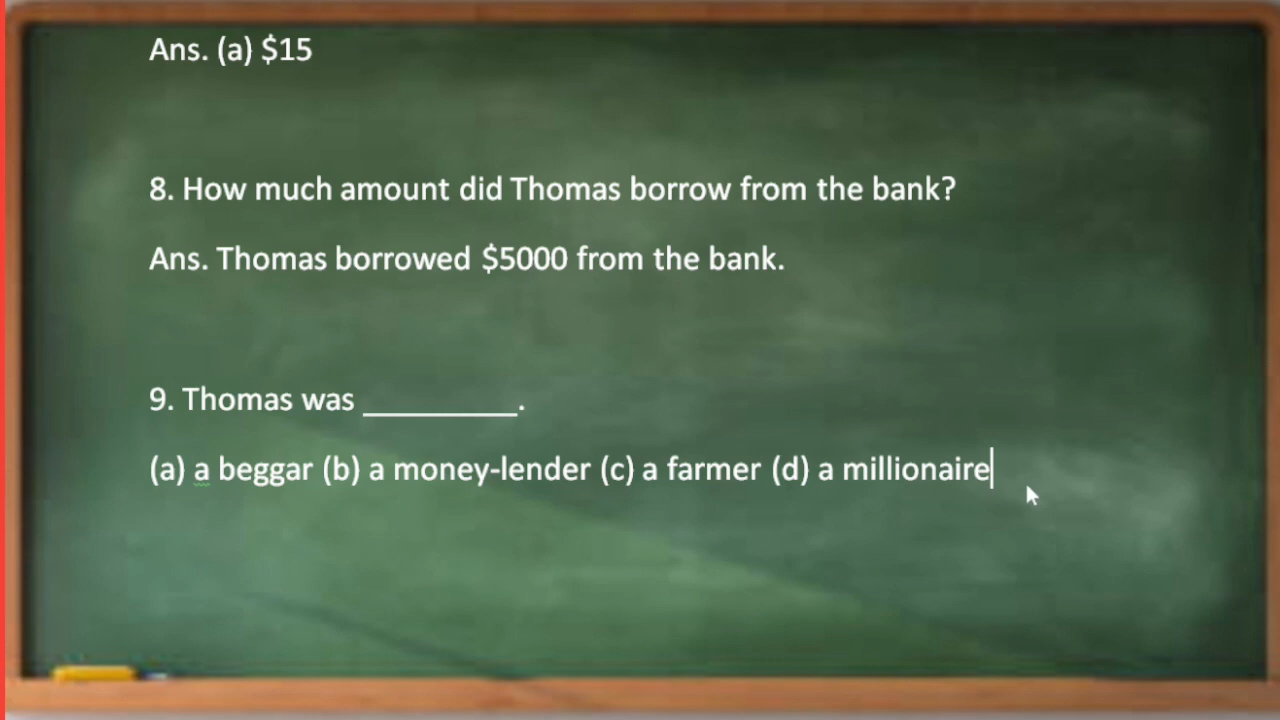 Ans. (a) $15
8. How much amount did Thomas borrow from the bank?
Ans. Thomas borrowed $5000 from the bank.
9. Thomas was __________.
(a) a beggar (b) a money-lender (c) a farmer (d) a millionaire